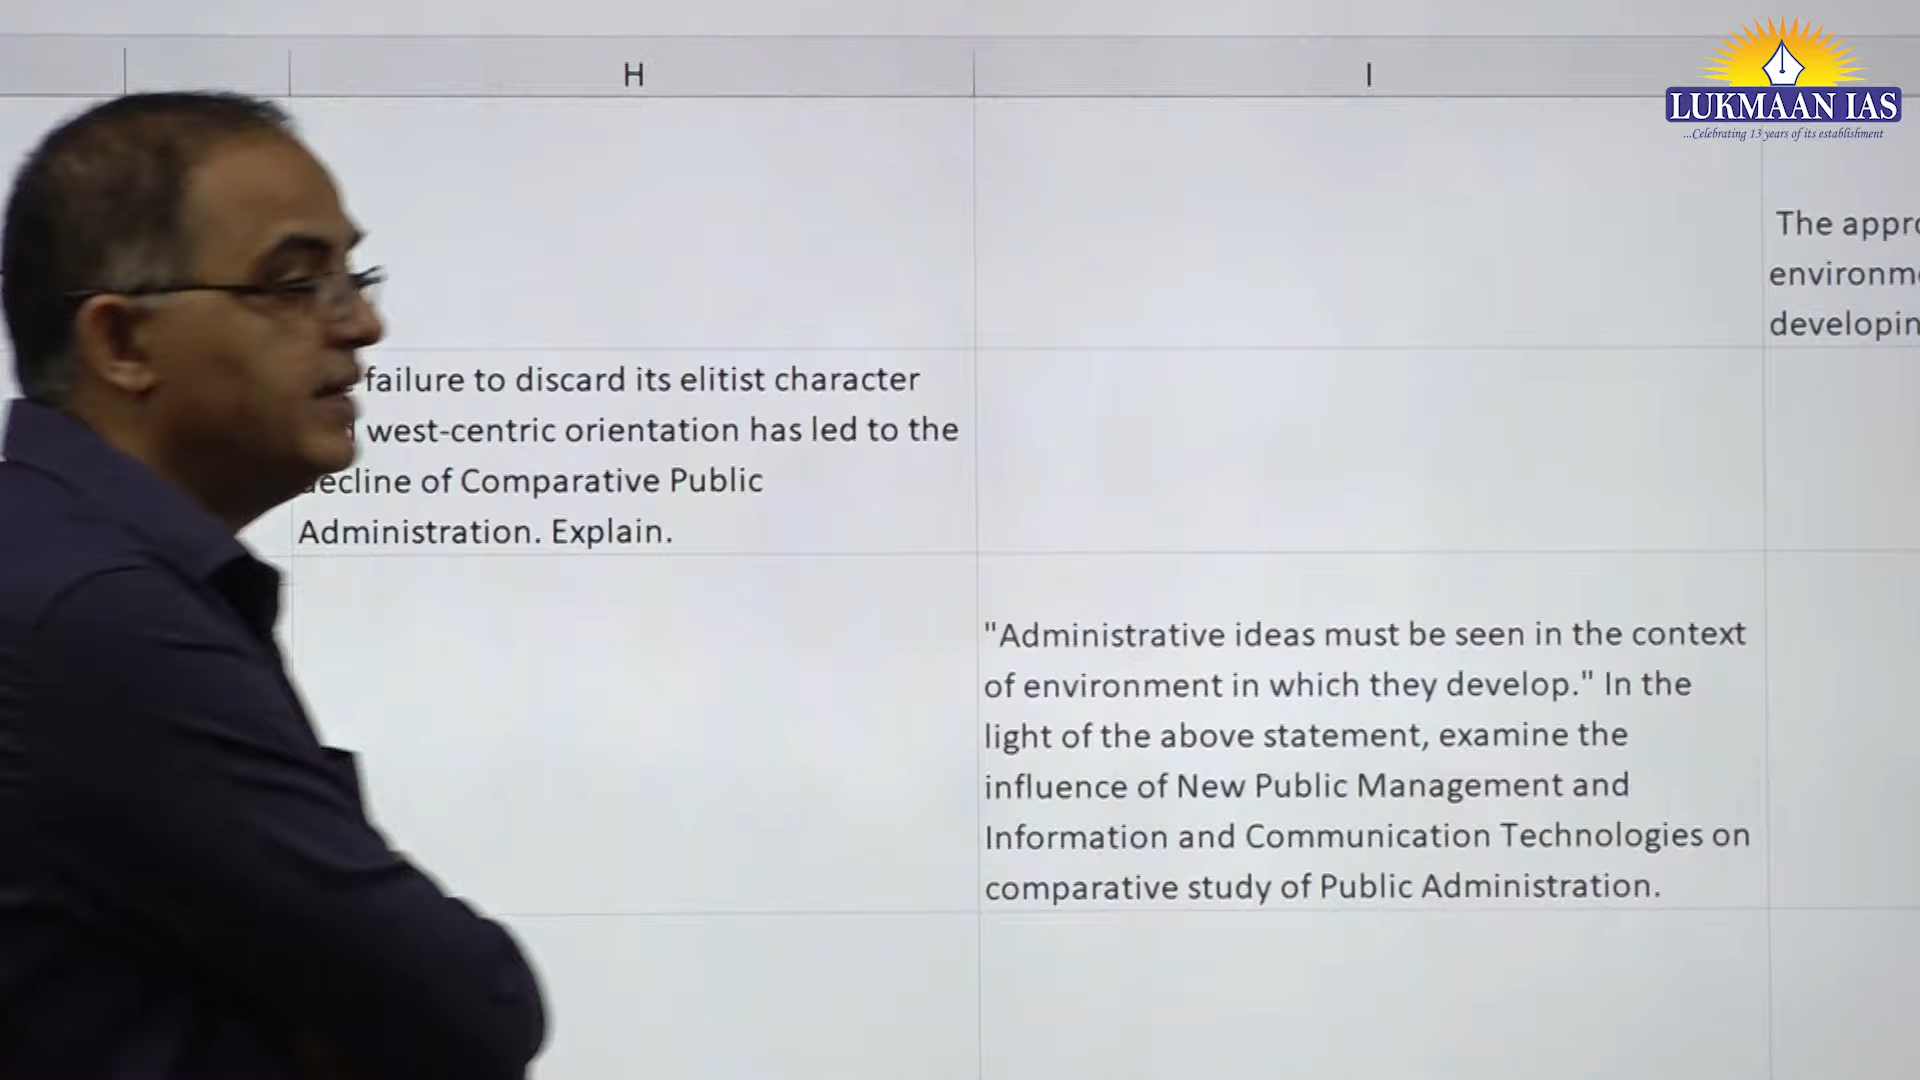 H
I
LUKMAAN IAS
...Celebrating 13 years of its establishment
The appro
environme
developin
failure to discard its elitist character
west-centric orientation has led to the
decline of Comparative Public
Administration. Explain.
"Administrative ideas must be seen in the context
of environment in which they develop." In the
light of the above statement, examine the
influence of New Public Management and
Information and Communication Technologies on
comparative study of Public Administration.